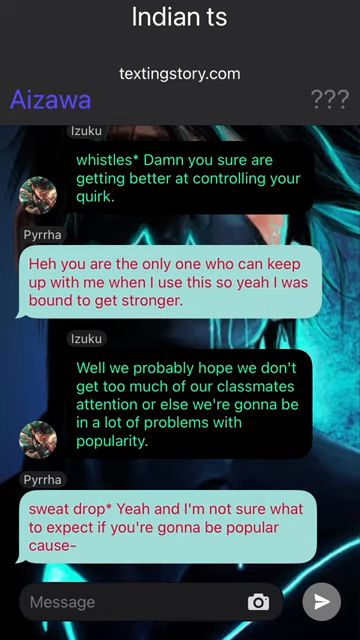 Indian ts
textingstory.com
Aizawa
???
Izuku
whistles* Damn you sure are
getting better at controlling your
quirk.
Pyrrha
Heh you are the only one who can keep
up with me when I use this so yeah I was
bound to get stronger.
Izuku
Well we probably hope we don't
get too much of our classmates
attention or else we're gonna be
in a lot of problems with
popularity.
Pyrrha
sweat drop* Yeah and I'm not sure what
to expect if you're gonna be popular
cause-
Message